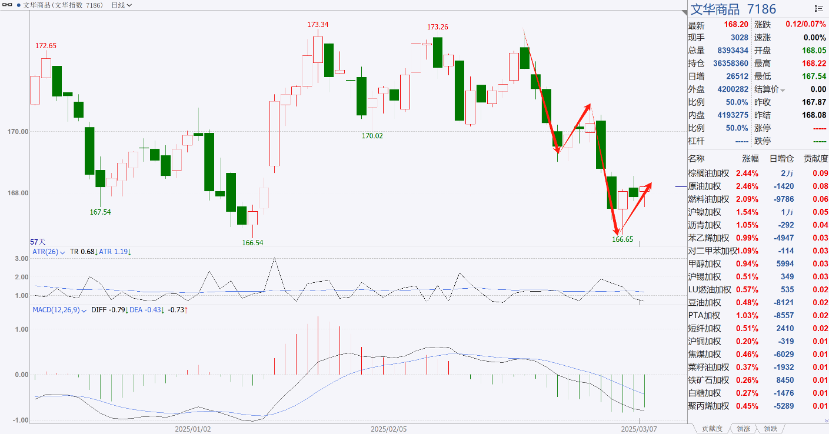 文华商品(文华指数 7186) 日线
文华商品 7186
最新 168.20 涨跌 0.12/0.07%
现手 3028 速涨 0.00%
总量 8393434 开盘 168.05
持仓 36358360 最高 168.22
日增 26512 最低 167.54
外盘 4200282 结算价 0.00
比例 50.0% 昨收 167.87
内盘 4193275 昨结 168.08
比例 50.0% 涨停 -----
杠杆 ----- 跌停 -----
名称 涨幅 日增仓 贡献度
棕榈油加权 2.44% 2万 0.09
原油加权 2.46% -1420 0.08
燃料油加权 2.09% -9786 0.06
沪锌加权 1.54% 1万 0.05
沥青加权 1.05% -292 0.04
苯乙烯加权 0.99% -4947 0.03
对二甲苯加权 1.09% -114 0.03
甲醇加权 0.94% 5994 0.03
沪锡加权 0.51% 349 0.03
LU燃油加权 0.57% 535 0.02
豆油加权 0.48% -8121 0.02
PTA加权 1.03% -8557 0.02
短纤加权 0.51% 2410 0.02
沪铜加权 0.20% -319 0.01
焦煤加权 0.46% -6029 0.01
菜籽油加权 0.37% -1932 0.01
铁矿石加权 0.26% 8450 0.01
白糖加权 0.27% -1476 0.01
聚丙烯加权 0.45% -5289 0.01
贡献度 领涨 领跌
172.65
173.34
173.26
170.00
170.02
168.00
167.54
166.54
166.65
57天
ATR(26) TR 0.68↓ATR 1.19↓
3.00
2.00
1.00
MACD(12,26,9) DIFF -0.79↓DEA -0.43↓ -0.73↑
1.00
0.00
-1.00
2025/01/02
2025/02/05
2025/03/07